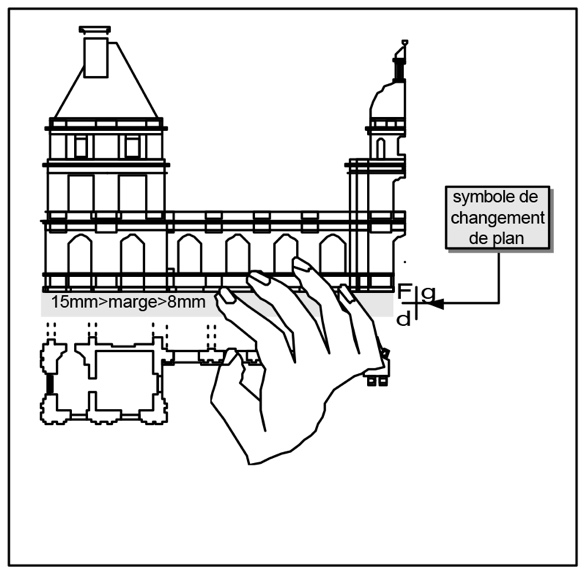 symbole de
changement
de plan
15mm>marge>8mm
F g
d